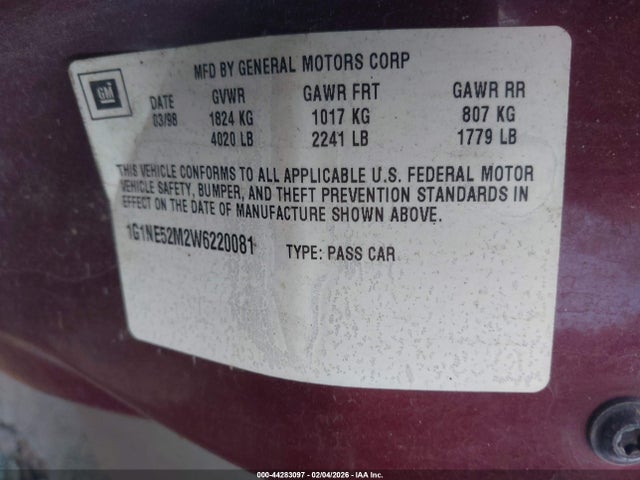 MFD BY GENERAL MOTORS CORP
GM
DATE GVWR GAWR FRT GAWR RR
03/98 1824 KG 1017 KG 807 KG
4020 LB 2241 LB 1779 LB
THIS VEHICLE CONFORMS TO ALL APPLICABLE U.S. FEDERAL MOTOR
VEHICLE SAFETY, BUMPER, AND THEFT PREVENTION STANDARDS IN
EFFECT ON THE DATE OF MANUFACTURE SHOWN ABOVE.
1G1NE52M2W6220081 TYPE: PASS CAR
000-44283097 - 02/04/2026 - IAA Inc.